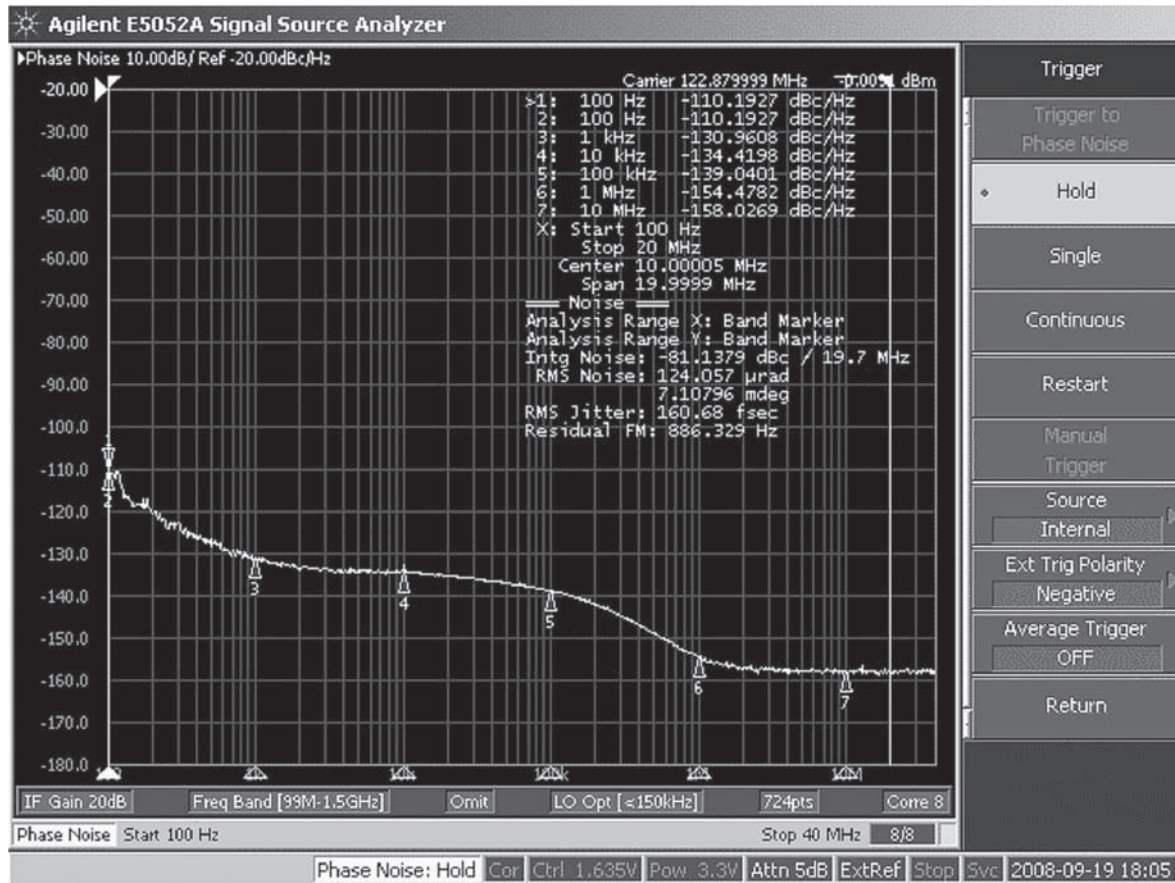 Agilent E5052A Signal Source Analyzer
Phase Noise 10.00dB/ Ref -20.00dBc/Hz
Carrier 122.879999 MHz dBm
>1: 100 Hz -110.1927 dBc/Hz
2: 100 Hz -110.1927 dBc/Hz
3: 1 kHz -130.9608 dBc/Hz
4: 10 kHz -134.4198 dBc/Hz
5: 100 kHz -139.0401 dBc/Hz
6: 1 MHz -154.4782 dBc/Hz
7: 10 MHz -158.0269 dBc/Hz
X: Start 100 Hz
Stop 20 MHz
Center 10.00005 MHz
Span 19.9999 MHz
=== Noise ===
Analysis Range X: Band Marker
Analysis Range Y: Band Marker
Intg Noise: -81.1379 dBc / 19.7 MHz
RMS Noise: 124.057 µrad
7.10796 mdeg
RMS Jitter: 160.68 fsec
Residual FM: 886.329 Hz
-20.00
-30.00
-40.00
-50.00
-60.00
-70.00
-80.00
-90.00
-100.0
-110.0
-120.0
-130.0
-140.0
-150.0
-160.0
-170.0
-180.0
1
2
3
4
5
6
7
100k
10M
IF Gain 20dB
Freq Band [99M-1.5GHz]
Omit
LO Opt [<150kHz]
724pts
Corre 8
Phase Noise Start 100 Hz
Stop 40 MHz 8/8
Phase Noise: Hold Cor Ctrl 1.635V Pow 3.3V Attn 5dB ExtRef Stop Svc 2008-09-19 18:05
Trigger
Trigger to
Phase Noise
Hold
Single
Continuous
Restart
Manual
Trigger
Source
Internal
Ext Trig Polarity
Negative
Average Trigger
OFF
Return